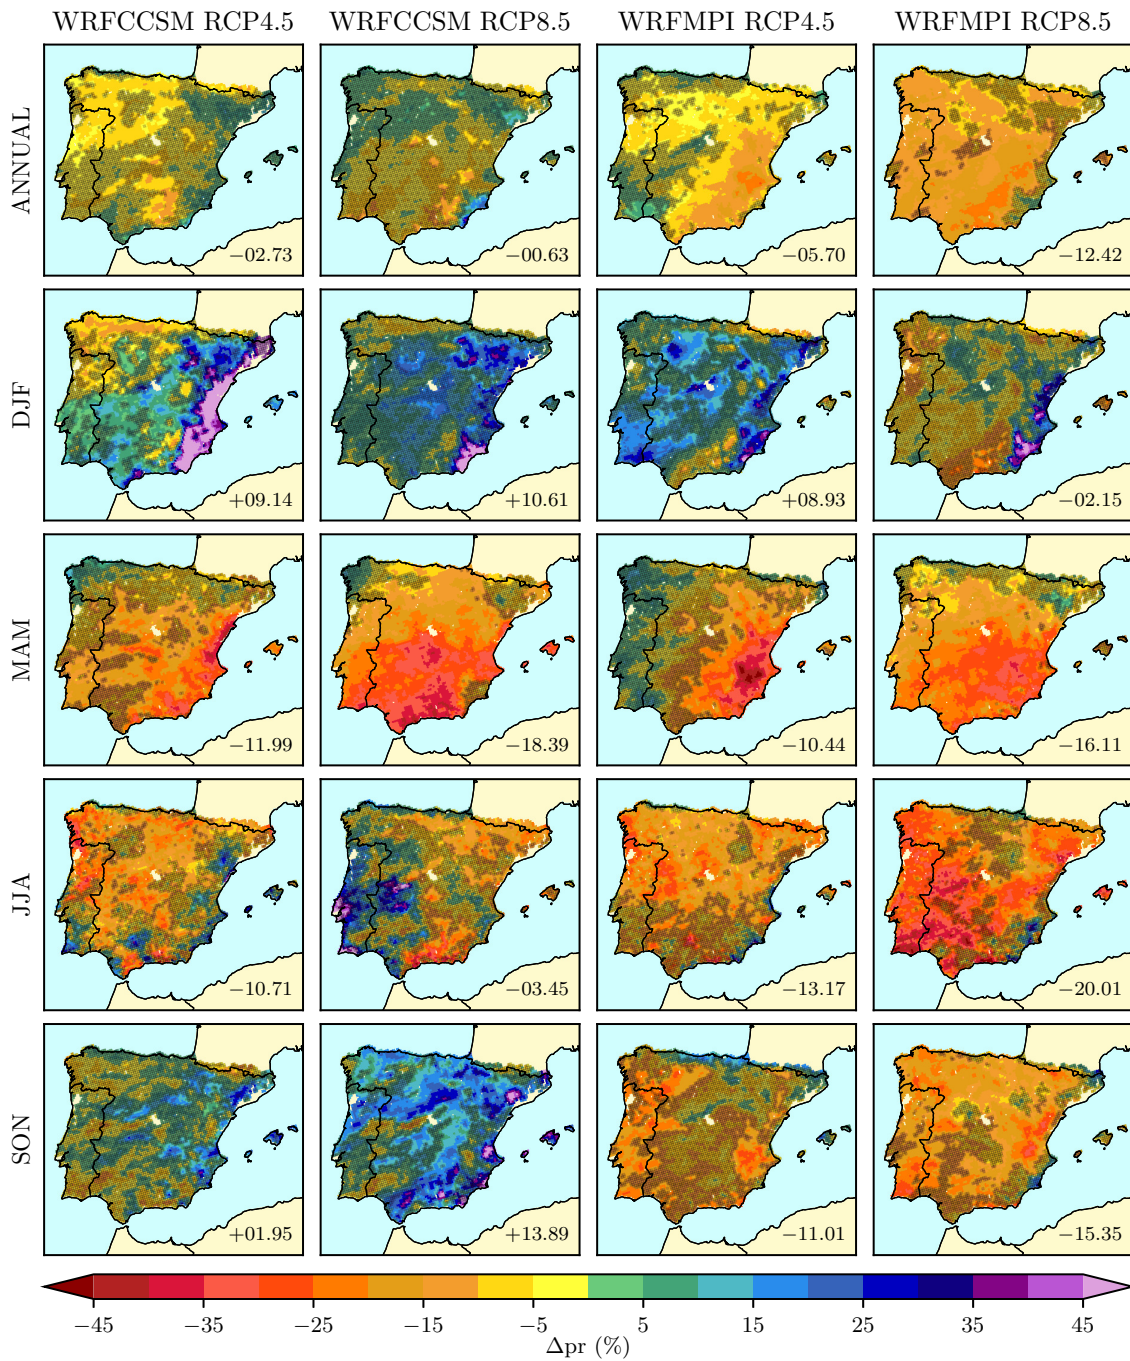 WRFCCSM RCP4.5 WRFCCSM RCP8.5 WRFMPI RCP4.5 WRFMPI RCP8.5
ANNUAL
−02.73 −00.63 −05.70 −12.42
DJF
+09.14 +10.61 +08.93 −02.15
MAM
−11.99 −18.39 −10.44 −16.11
JJA
−10.71 −03.45 −13.17 −20.01
SON
+01.95 +13.89 −11.01 −15.35
−45 −35 −25 −15 −5 5 15 25 35 45
Δpr (%)